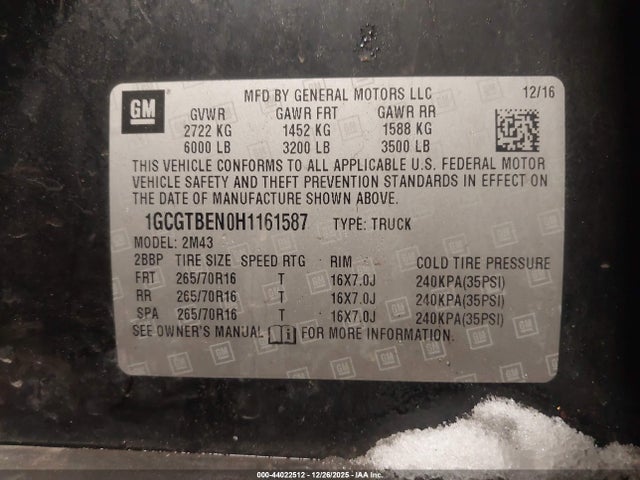 GM
MFD BY GENERAL MOTORS LLC 12/16
GVWR GAWR FRT GAWR RR
2722 KG 1452 KG 1588 KG
6000 LB 3200 LB 3500 LB
THIS VEHICLE CONFORMS TO ALL APPLICABLE U.S. FEDERAL MOTOR
VEHICLE SAFETY AND THEFT PREVENTION STANDARDS IN EFFECT ON
THE DATE OF MANUFACTURE SHOWN ABOVE.
1GCGTBEN0H1161587 TYPE: TRUCK
MODEL: 2M43
2BBP TIRE SIZE SPEED RTG RIM COLD TIRE PRESSURE
FRT 265/70R16 T 16X7.0J 240KPA(35PSI)
RR 265/70R16 T 16X7.0J 240KPA(35PSI)
SPA 265/70R16 T 16X7.0J 240KPA(35PSI)
SEE OWNER'S MANUAL FOR MORE INFORMATION.
000-44022512 - 12/26/2025 - IAA Inc.